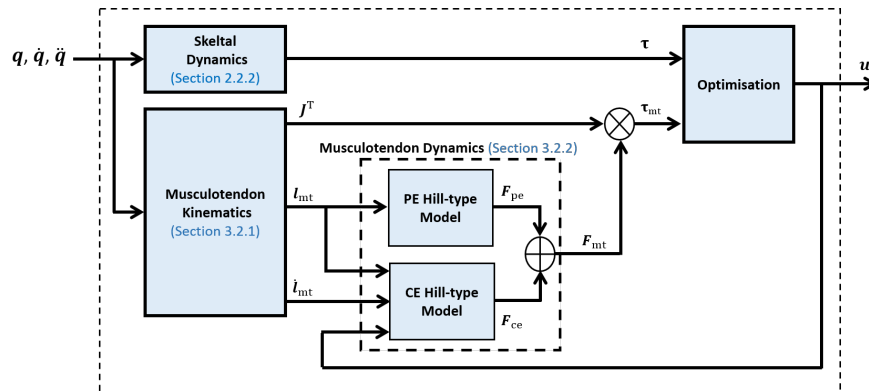 q, q̇, q̈
Skeltal
Dynamics
(Section 2.2.2)
τ
Optimisation
u
Jᵀ
τmt
Musculotendon Dynamics (Section 3.2.2)
Musculotendon
Kinematics
(Section 3.2.1)
lmt
PE Hill-type
Model
Fpe
Fmt
l̇mt
CE Hill-type
Model
Fce